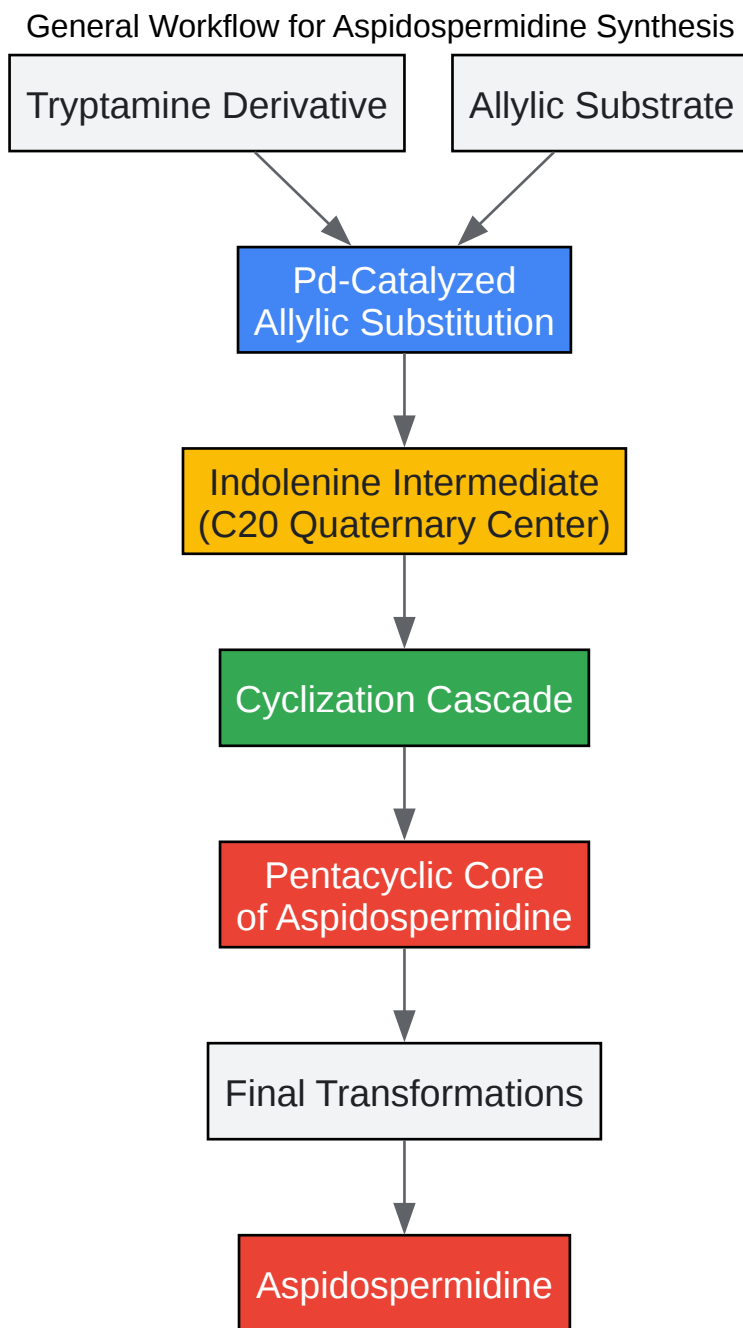 General Workflow for Aspidospermidine Synthesis
Tryptamine Derivative
Allylic Substrate
Pd-Catalyzed
Allylic Substitution
Indolenine Intermediate
(C20 Quaternary Center)
Cyclization Cascade
Pentacyclic Core
of Aspidospermidine
Final Transformations
Aspidospermidine